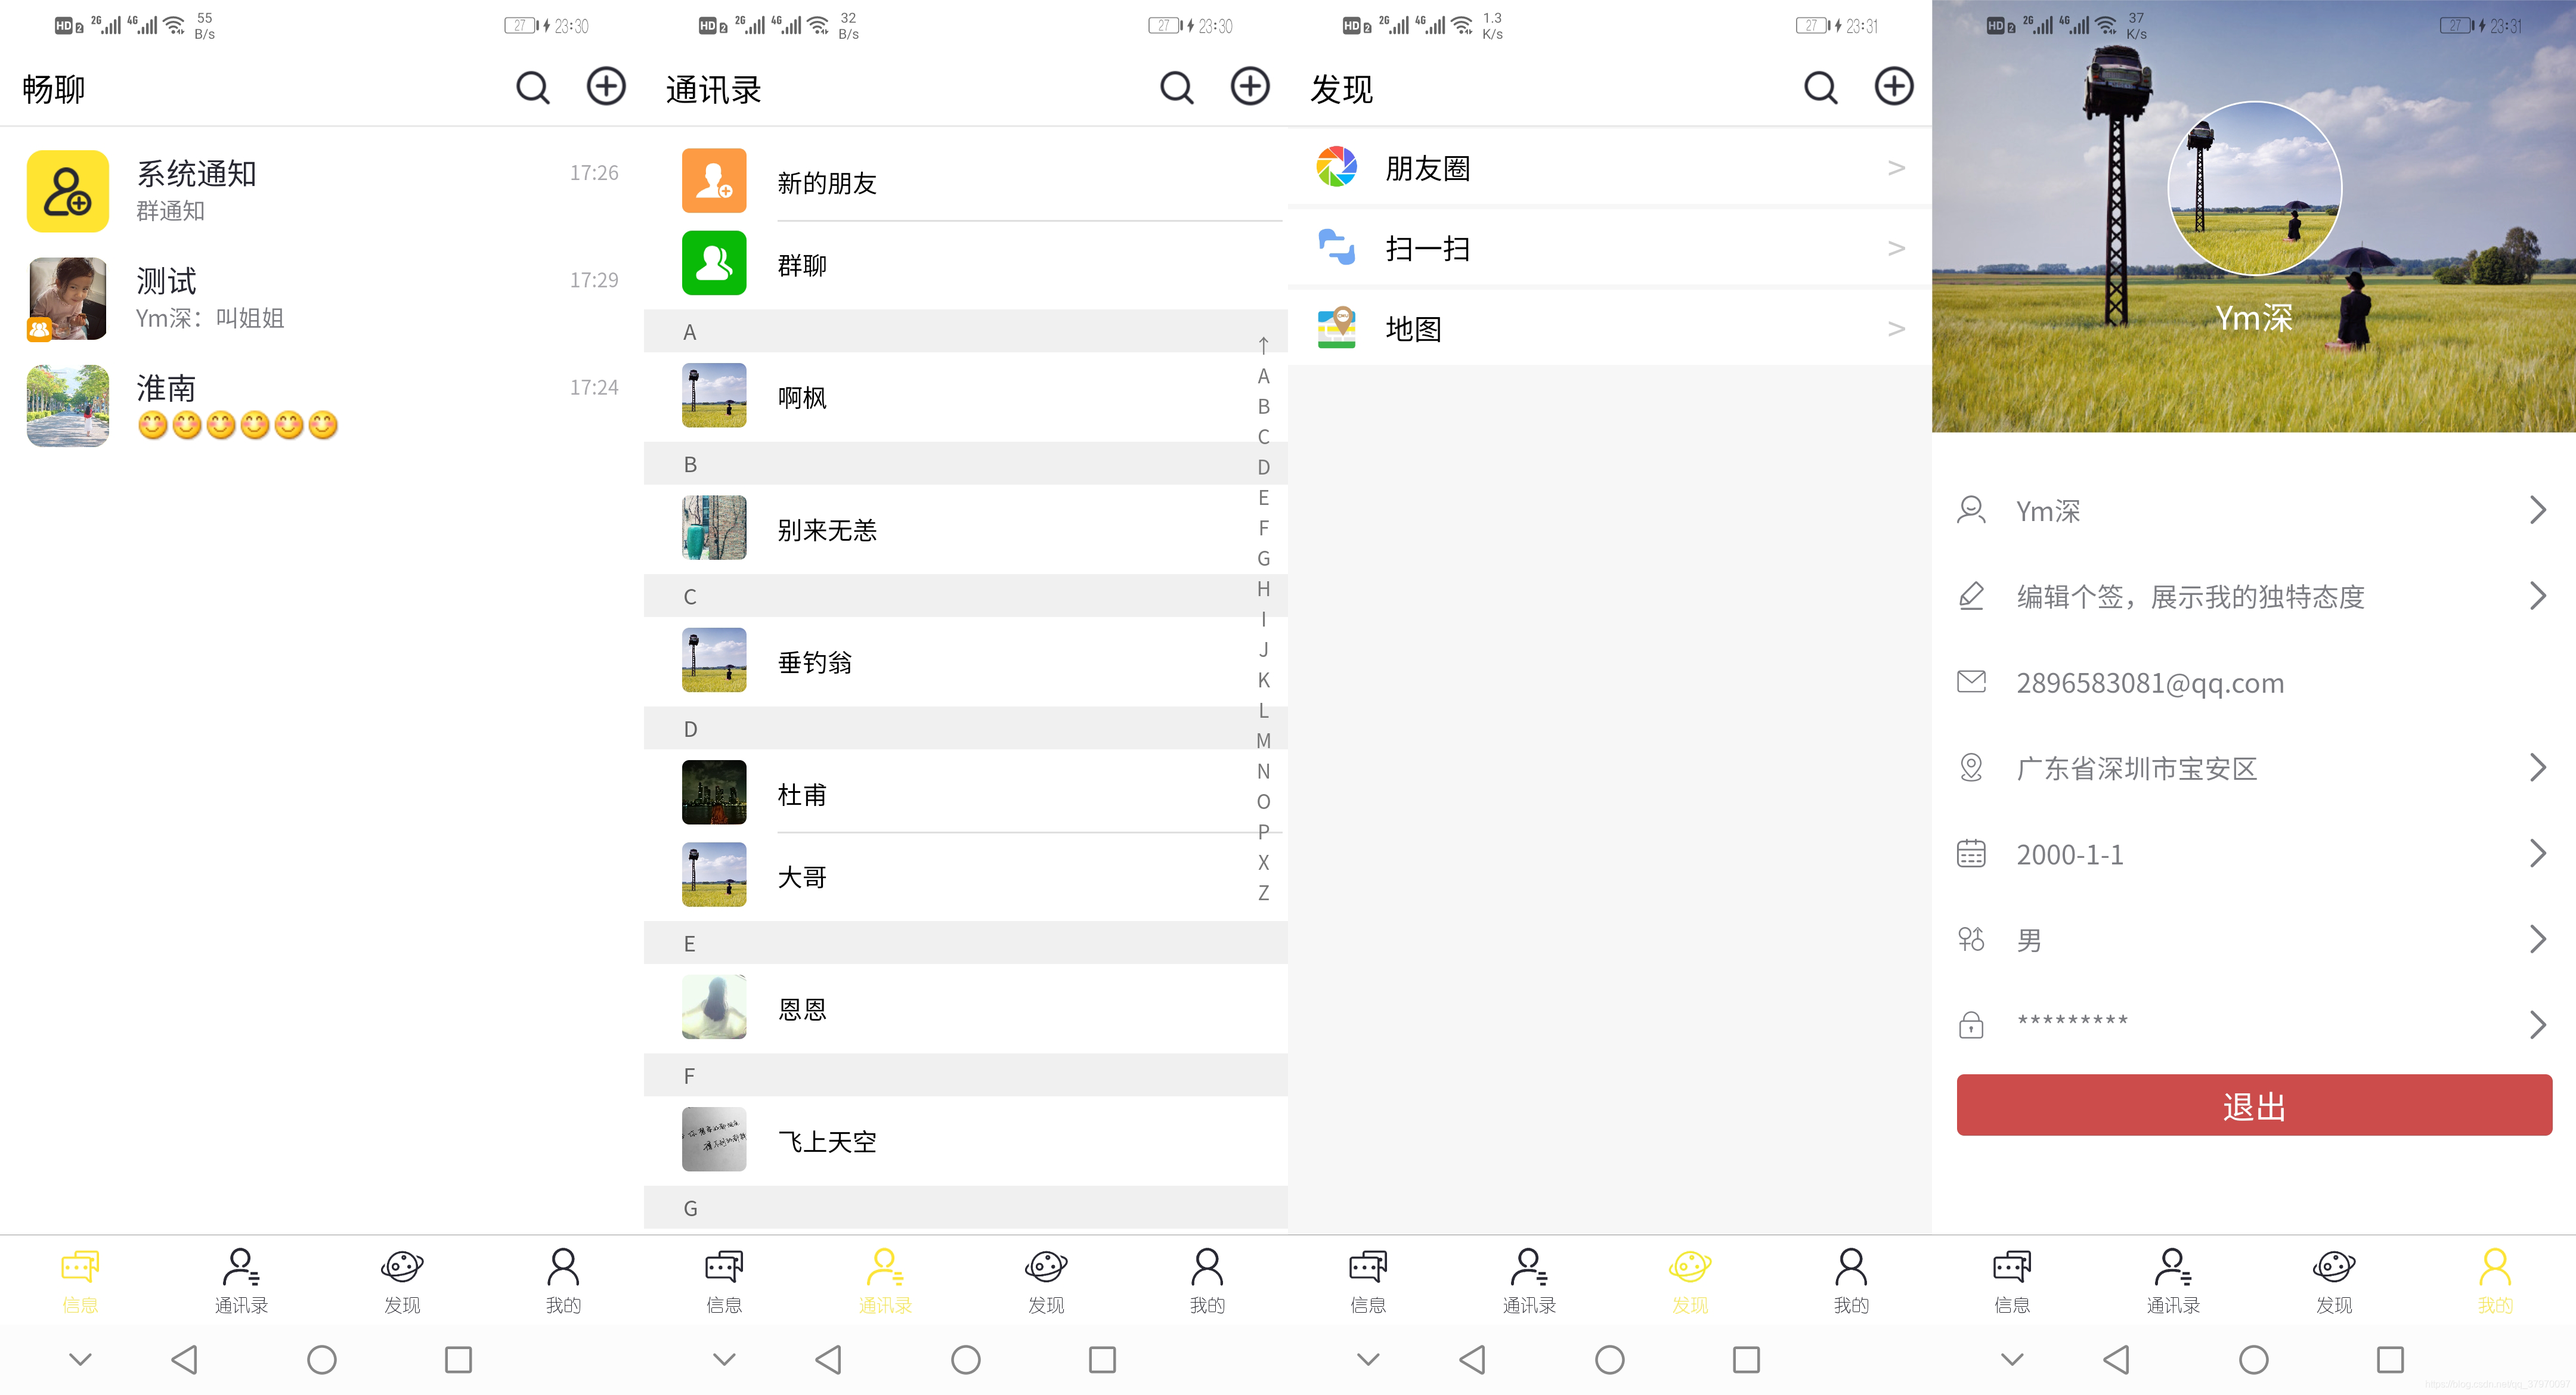 HD 2 2G 4G 55 B/s 27 23:30
畅聊
系统通知 17:26
群通知
测试 17:29
Ym深：叫姐姐
淮南 17:24
😊😊😊😊😊😊
信息 通讯录 发现 我的
HD 2 2G 4G 32 B/s 27 23:30
通讯录
新的朋友
群聊
A
啊枫
B
别来无恙
C
垂钓翁
D
杜甫
大哥
E
恩恩
F
飞上天空
G
↑
A
B
C
D
E
F
G
H
I
J
K
L
M
N
O
P
X
Z
信息 通讯录 发现 我的
HD 2 2G 4G 1.3 K/s 27 23:31
发现
朋友圈 >
扫一扫 >
地图 >
信息 通讯录 发现 我的
HD 2 2G 4G 37 K/s 27 23:31
Ym深
Ym深
编辑个签，展示我的独特态度
2896583081@qq.com
广东省深圳市宝安区
2000-1-1
男
*********
退出
信息 通讯录 发现 我的